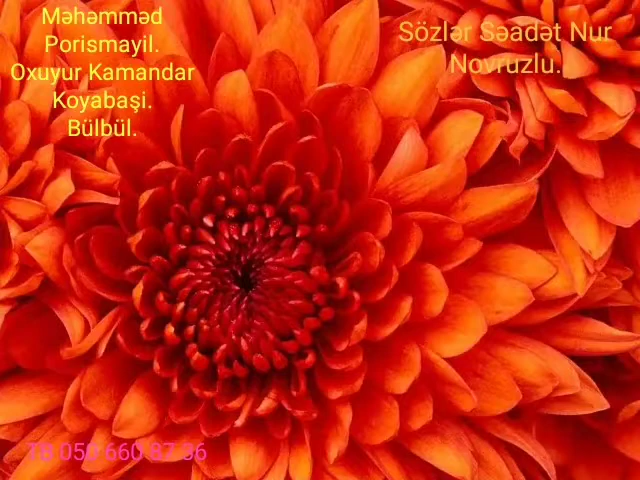 Məhəmməd
Porismayil.
Oxuyur Kamandar
Koyabaşi.
Bülbül.
Sözlər Səadət Nur
Novruzlu.
TB 050 660 87 36